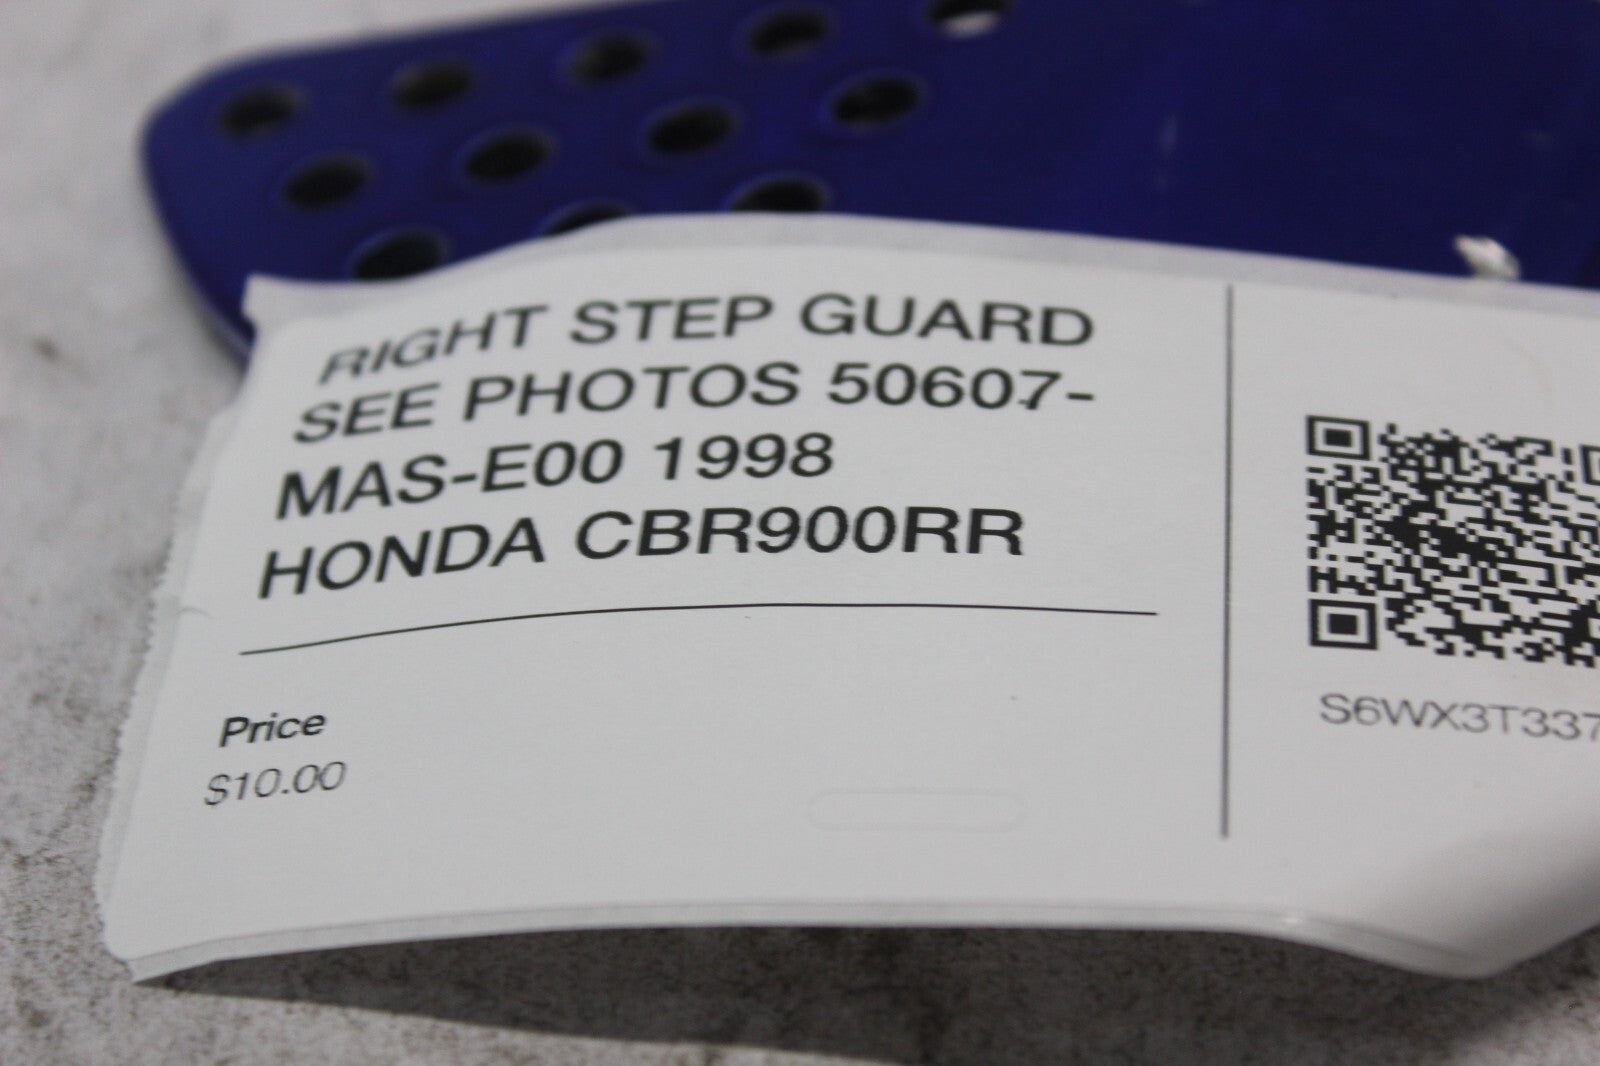 RIGHT STEP GUARD
SEE PHOTOS 50607-
MAS-E00 1998
HONDA CBR900RR
Price
$10.00
S6WX3T337